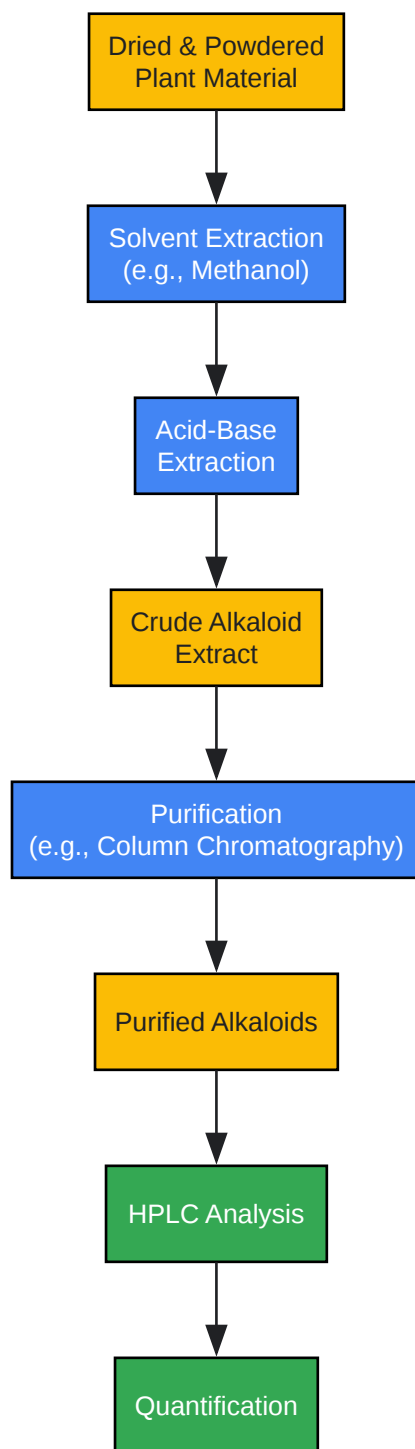 Dried & Powdered
Plant Material
Solvent Extraction
(e.g., Methanol)
Acid-Base
Extraction
Crude Alkaloid
Extract
Purification
(e.g., Column Chromatography)
Purified Alkaloids
HPLC Analysis
Quantification